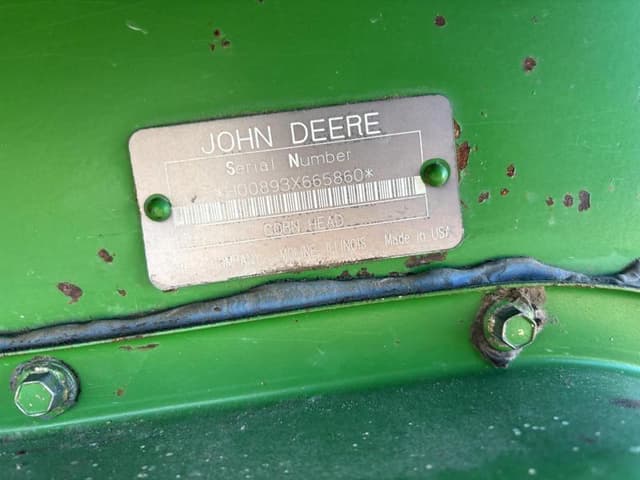 JOHN DEERE
Serial Number
*H00893X665860*
CORN HEAD
MOLINE, ILLINOIS Made in USA